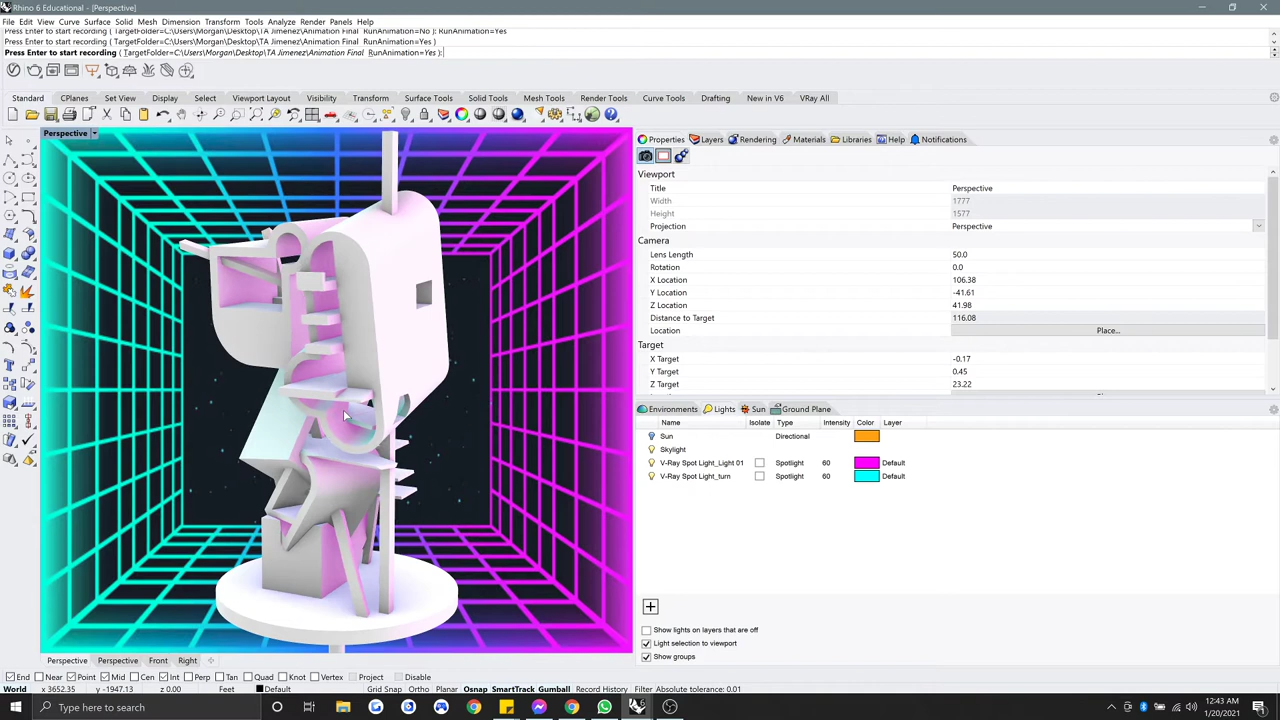 Rhino 6 Educational - [Perspective]
File Edit View Curve Surface Solid Mesh Dimension Transform Tools Analyze Render Panels Help
Press Enter to start recording ( TargetFolder=C:\Users\Morgan\Desktop\TA Jimenez\Animation Final RunAnimation=No ): RunAnimation=Yes
Press Enter to start recording ( TargetFolder=C:\Users\Morgan\Desktop\TA Jimenez\Animation Final RunAnimation=Yes )
Press Enter to start recording ( TargetFolder=C:\Users\Morgan\Desktop\TA Jimenez\Animation Final RunAnimation=Yes ):
Standard CPlanes Set View Display Select Viewport Layout Visibility Transform Surface Tools Solid Tools Mesh Tools Render Tools Curve Tools Drafting New in V6 VRay All
Perspective
Properties Layers Rendering Materials Libraries Help Notifications
Viewport
Title Perspective
Width 1777
Height 1577
Projection Perspective
Camera
Lens Length 50.0
Rotation 0.0
X Location 106.38
Y Location -41.61
Z Location 41.98
Distance to Target 116.08
Location Place...
Target
X Target -0.17
Y Target 0.45
Z Target 23.22
Environments Lights Sun Ground Plane
Name Isolate Type Intensity Color Layer
Sun Directional
Skylight
V-Ray Spot Light_Light 01 Spotlight 60 Default
V-Ray Spot Light_turn Spotlight 60 Default
Show lights on layers that are off
Light selection to viewport
Show groups
Perspective Perspective Front Right
End Near Point Mid Cen Int Perp Tan Quad Knot Vertex Project Disable
World x 3652.35 y -1947.13 z 0.00 Feet Default Grid Snap Ortho Planar Osnap SmartTrack Gumball Record History Filter Absolute tolerance: 0.01
Type here to search
12:43 AM
1/20/2021